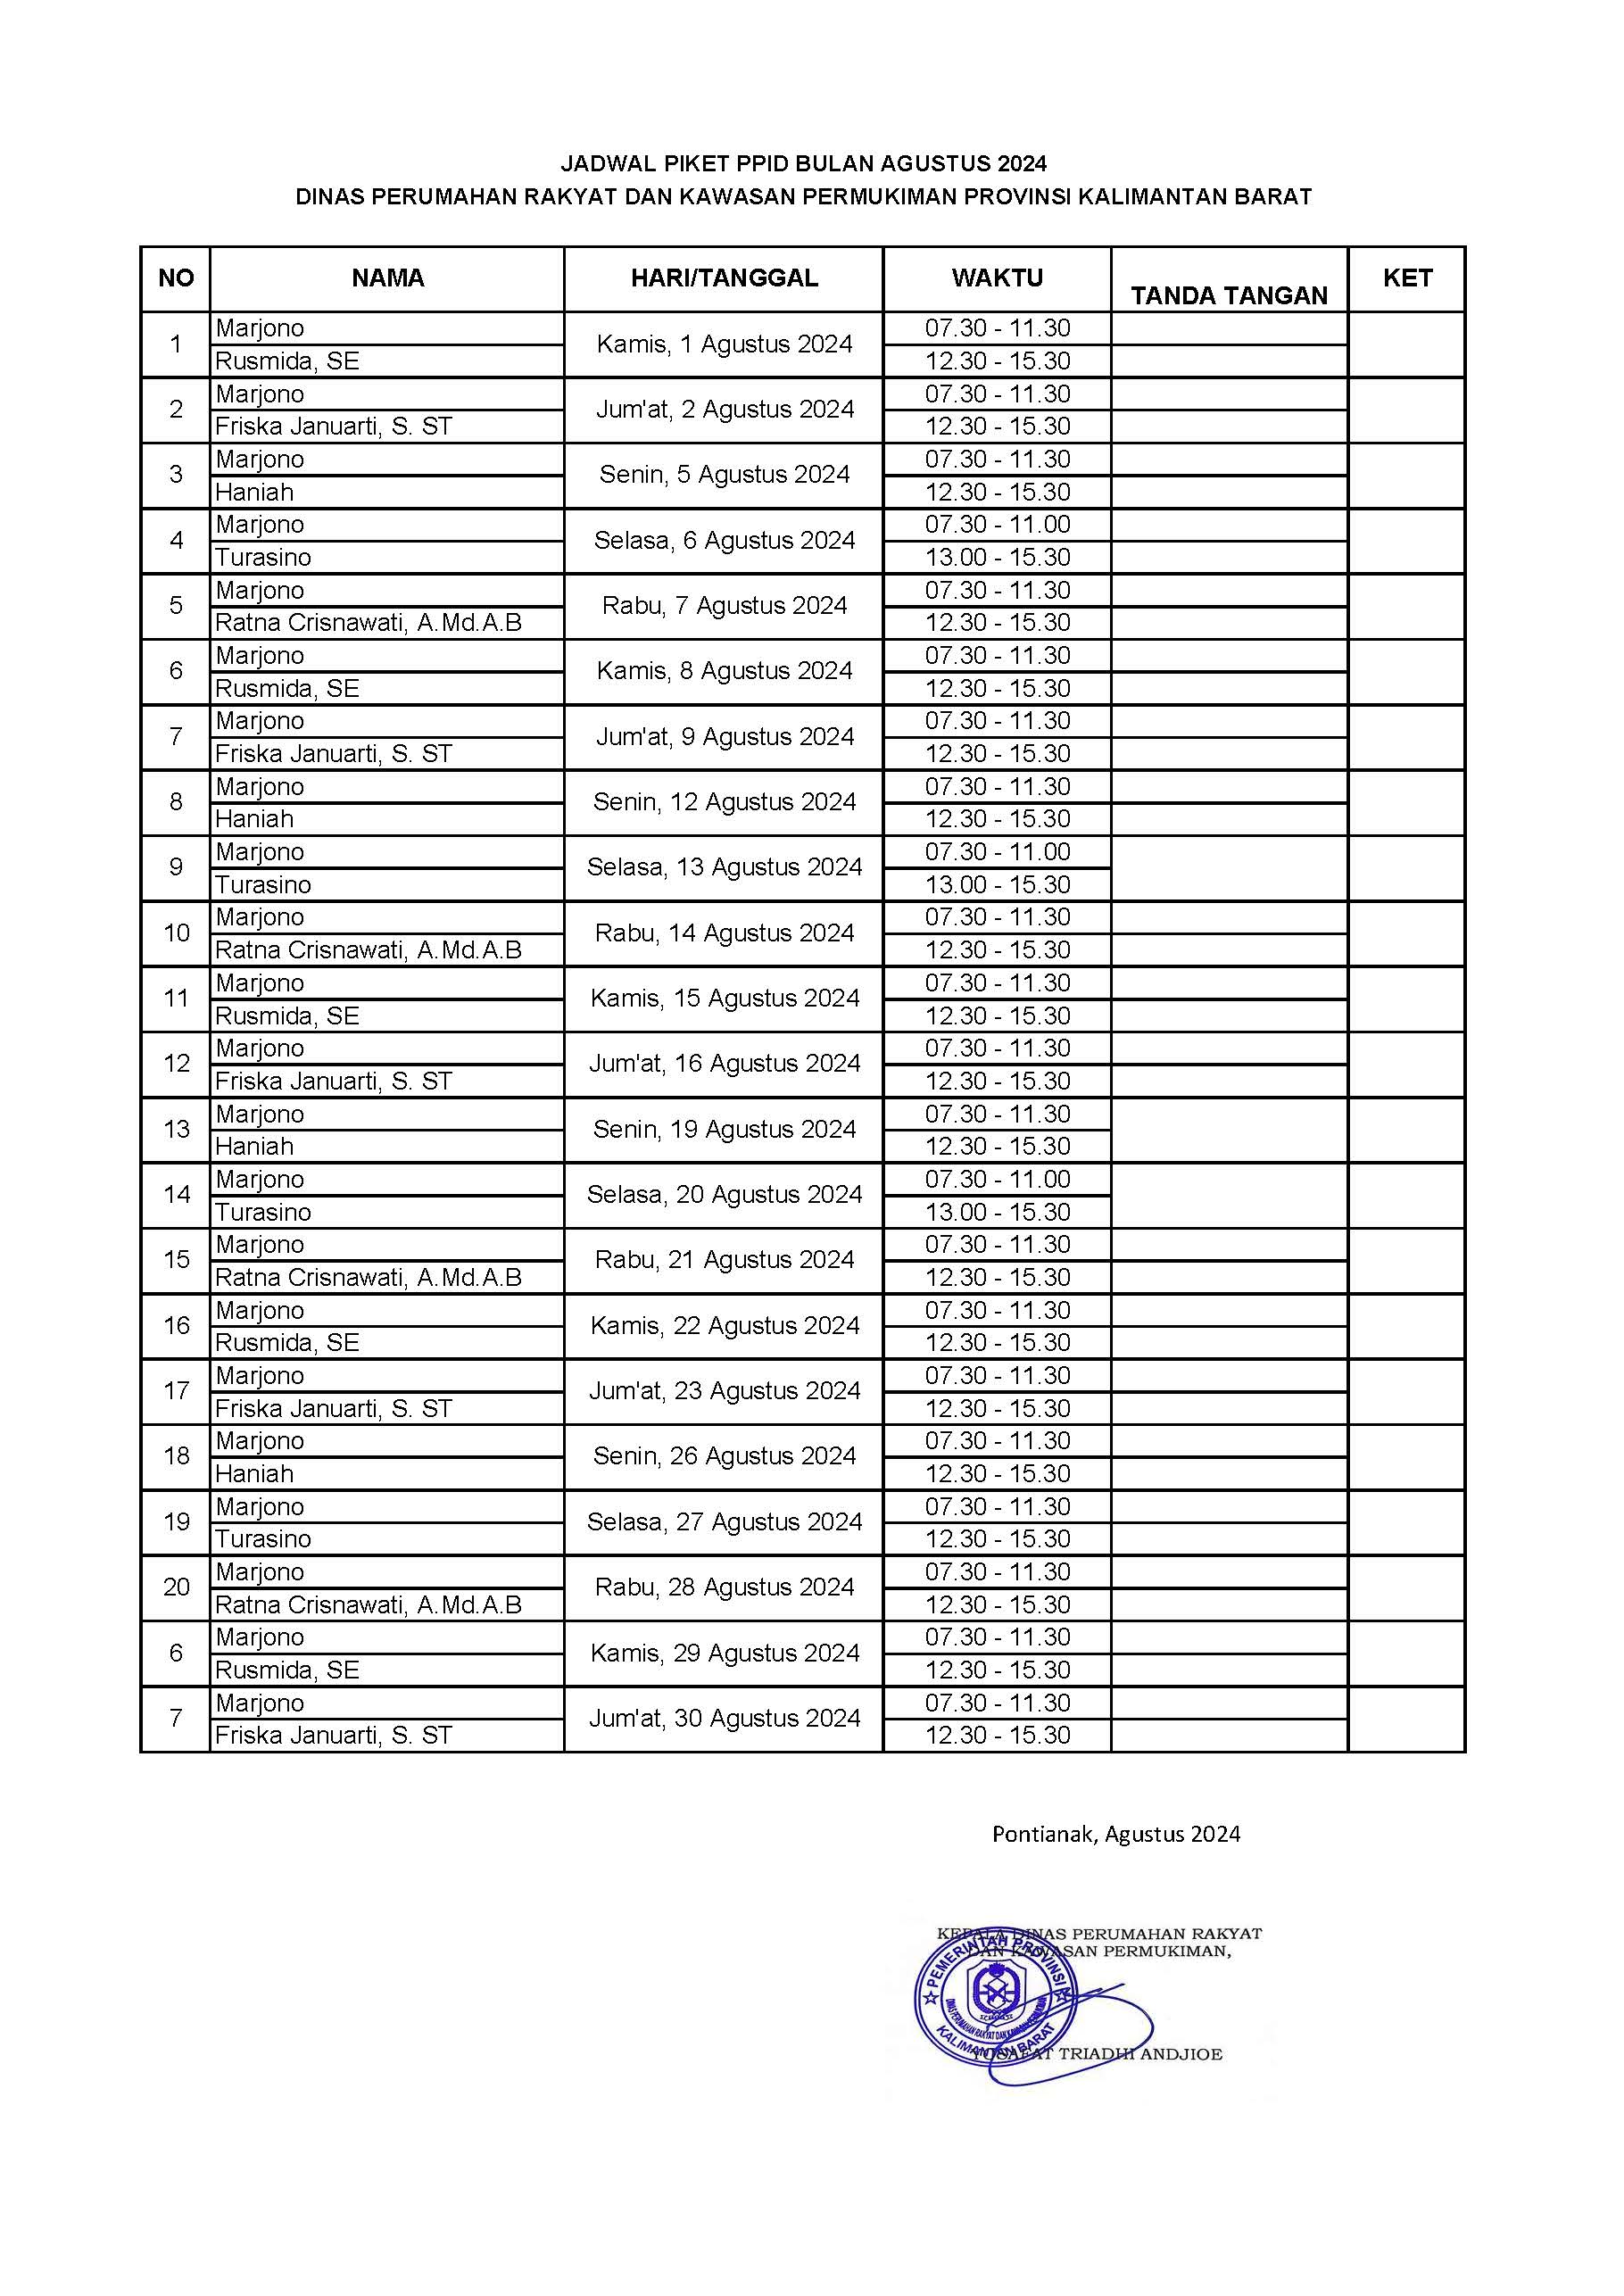 JADWAL PIKET PPID BULAN AGUSTUS 2024
DINAS PERUMAHAN RAKYAT DAN KAWASAN PERMUKIMAN PROVINSI KALIMANTAN BARAT
NO NAMA HARI/TANGGAL WAKTU TANDA TANGAN KET
1 Marjono Kamis, 1 Agustus 2024 07.30 - 11.30
Rusmida, SE 12.30 - 15.30
2 Marjono Jum'at, 2 Agustus 2024 07.30 - 11.30
Friska Januarti, S. ST 12.30 - 15.30
3 Marjono Senin, 5 Agustus 2024 07.30 - 11.30
Haniah 12.30 - 15.30
4 Marjono Selasa, 6 Agustus 2024 07.30 - 11.00
Turasino 13.00 - 15.30
5 Marjono Rabu, 7 Agustus 2024 07.30 - 11.30
Ratna Crisnawati, A.Md.A.B 12.30 - 15.30
6 Marjono Kamis, 8 Agustus 2024 07.30 - 11.30
Rusmida, SE 12.30 - 15.30
7 Marjono Jum'at, 9 Agustus 2024 07.30 - 11.30
Friska Januarti, S. ST 12.30 - 15.30
8 Marjono Senin, 12 Agustus 2024 07.30 - 11.30
Haniah 12.30 - 15.30
9 Marjono Selasa, 13 Agustus 2024 07.30 - 11.00
Turasino 13.00 - 15.30
10 Marjono Rabu, 14 Agustus 2024 07.30 - 11.30
Ratna Crisnawati, A.Md.A.B 12.30 - 15.30
11 Marjono Kamis, 15 Agustus 2024 07.30 - 11.30
Rusmida, SE 12.30 - 15.30
12 Marjono Jum'at, 16 Agustus 2024 07.30 - 11.30
Friska Januarti, S. ST 12.30 - 15.30
13 Marjono Senin, 19 Agustus 2024 07.30 - 11.30
Haniah 12.30 - 15.30
14 Marjono Selasa, 20 Agustus 2024 07.30 - 11.00
Turasino 13.00 - 15.30
15 Marjono Rabu, 21 Agustus 2024 07.30 - 11.30
Ratna Crisnawati, A.Md.A.B 12.30 - 15.30
16 Marjono Kamis, 22 Agustus 2024 07.30 - 11.30
Rusmida, SE 12.30 - 15.30
17 Marjono Jum'at, 23 Agustus 2024 07.30 - 11.30
Friska Januarti, S. ST 12.30 - 15.30
18 Marjono Senin, 26 Agustus 2024 07.30 - 11.30
Haniah 12.30 - 15.30
19 Marjono Selasa, 27 Agustus 2024 07.30 - 11.30
Turasino 12.30 - 15.30
20 Marjono Rabu, 28 Agustus 2024 07.30 - 11.30
Ratna Crisnawati, A.Md.A.B 12.30 - 15.30
6 Marjono Kamis, 29 Agustus 2024 07.30 - 11.30
Rusmida, SE 12.30 - 15.30
7 Marjono Jum'at, 30 Agustus 2024 07.30 - 11.30
Friska Januarti, S. ST 12.30 - 15.30
Pontianak, Agustus 2024
KEPALA DINAS PERUMAHAN RAKYAT
DAN KAWASAN PERMUKIMAN,
PEMERINTAH PROVINSI
DINAS PERUMAHAN RAKYAT DAN KAWASAN PERMUKIMAN
KALIMANTAN BARAT
YOSAFAT TRIADHI ANDJIOE